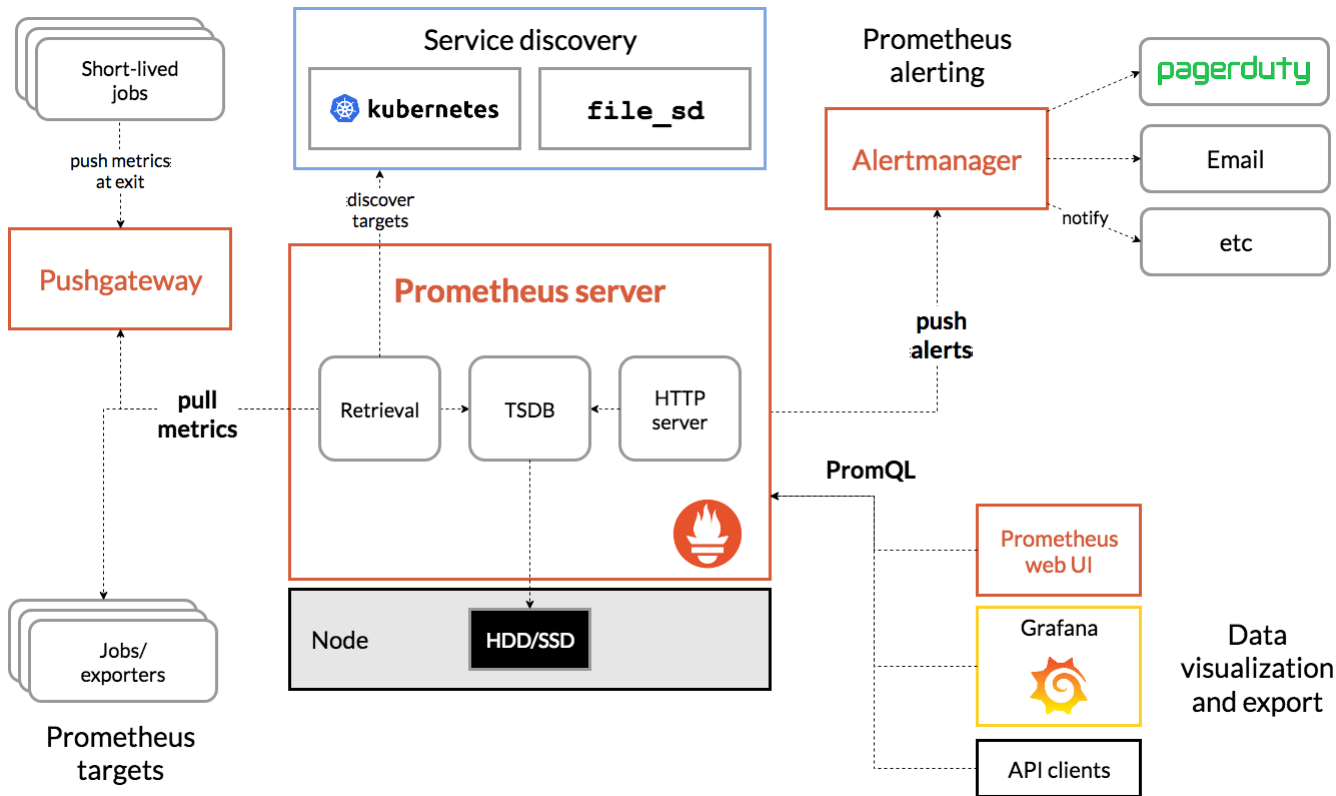 Short-lived
jobs
push metrics
at exit
Pushgateway
pull
metrics
Jobs/
exporters
Prometheus
targets
Service discovery
kubernetes
file_sd
discover
targets
Prometheus server
Retrieval
TSDB
HTTP
server
Node
HDD/SSD
Prometheus
alerting
Alertmanager
pagerduty
Email
etc
notify
push
alerts
PromQL
Prometheus
web UI
Grafana
API clients
Data
visualization
and export